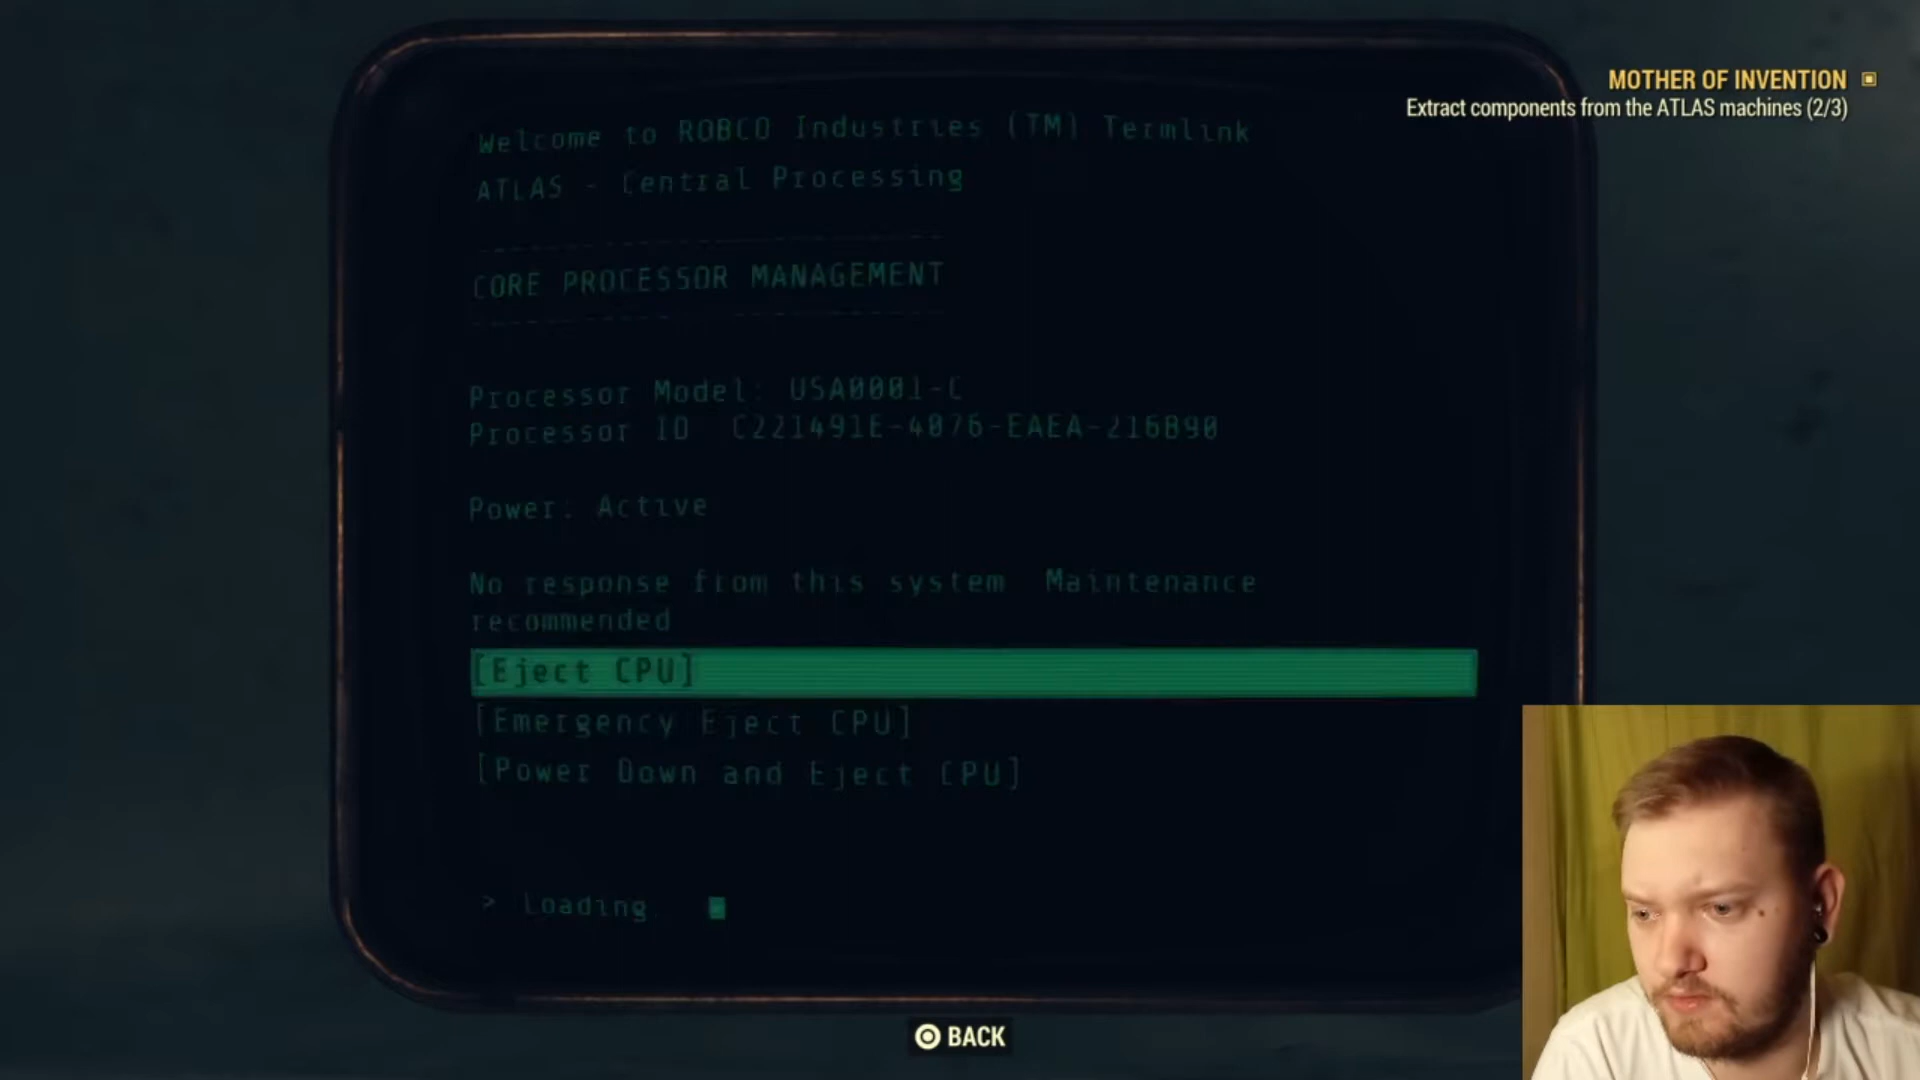 MOTHER OF INVENTION
Extract components from the ATLAS machines (2/3)
Welcome to ROBCO Industries (TM) Termlink
ATLAS - Central Processing
CORE PROCESSOR MANAGEMENT
Processor Model: USA0001-C
Processor ID C221491E-4076-EAEA-216B90
Power: Active
No response from this system Maintenance
recommended
[Eject CPU]
[Emergency Eject CPU]
[Power Down and Eject CPU]
> Loading.
BACK